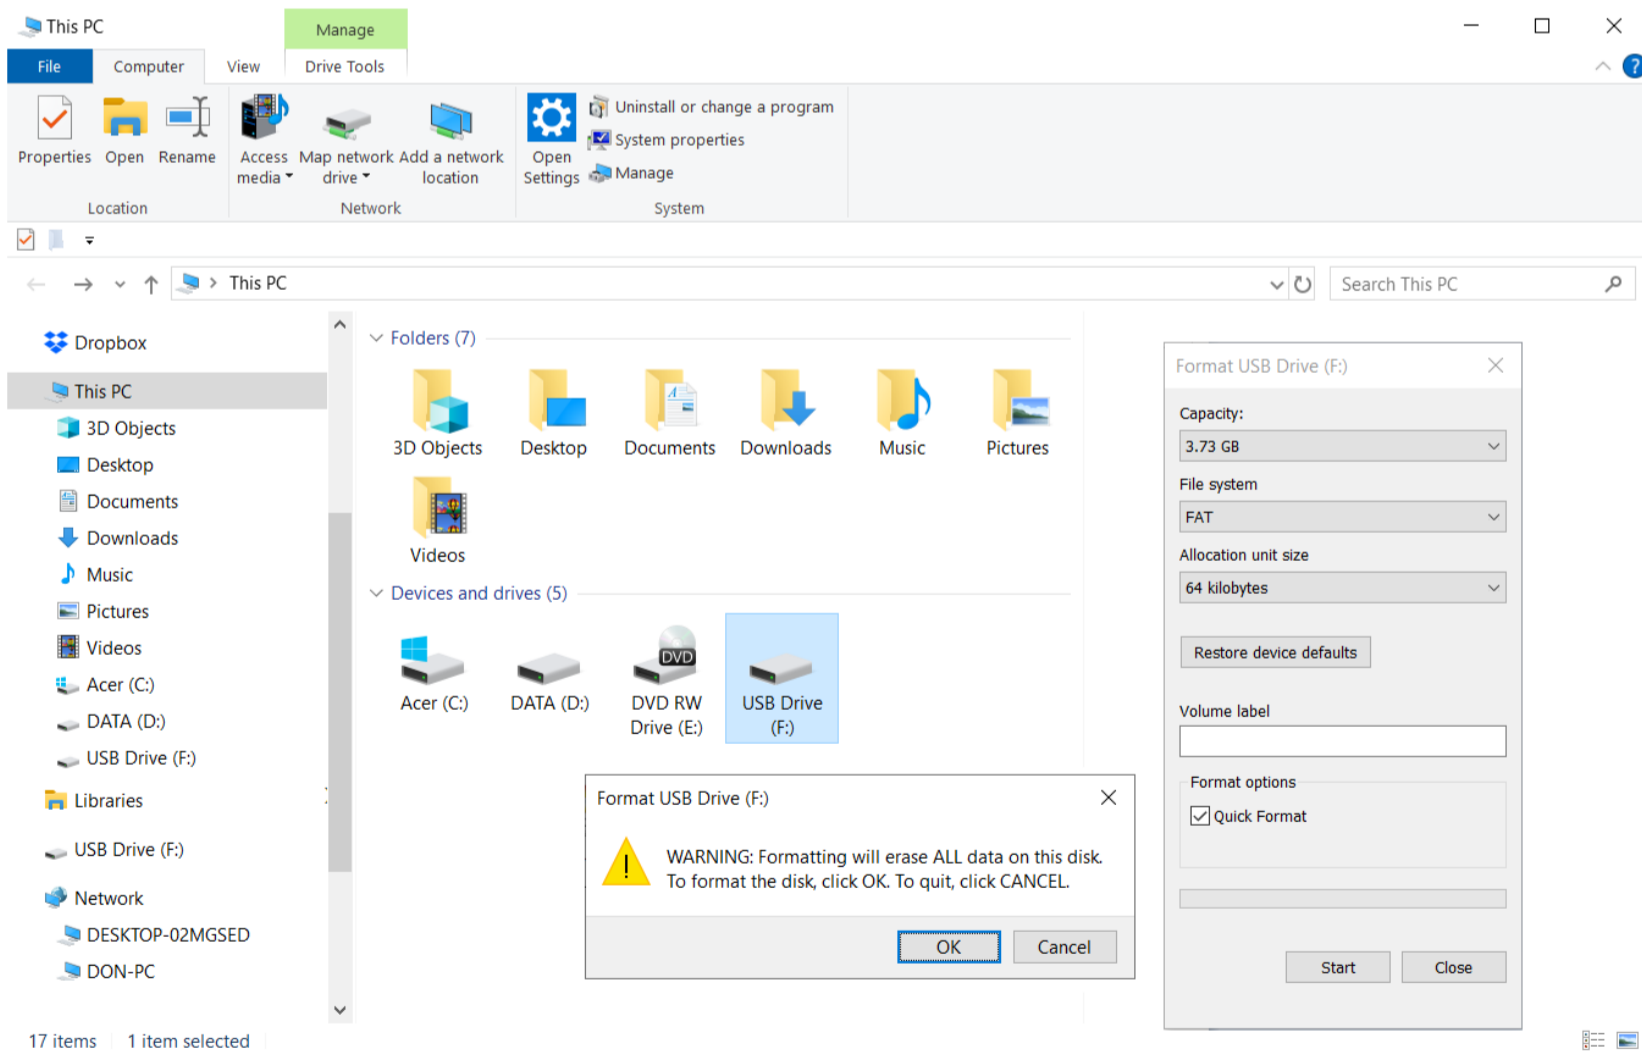 This PC
Manage
File
Computer
View
Drive Tools
?
Properties
Open
Rename
Access
media
Map network
drive
Add a network
location
Open
Settings
Uninstall or change a program
System properties
Manage
Location
Network
System
This PC
Search This PC
Dropbox
This PC
3D Objects
Desktop
Documents
Downloads
Music
Pictures
Videos
Acer (C:)
DATA (D:)
USB Drive (F:)
Libraries
USB Drive (F:)
Network
DESKTOP-02MGSED
DON-PC
Folders (7)
3D Objects
Desktop
Documents
Downloads
Music
Pictures
Videos
Devices and drives (5)
Acer (C:)
DATA (D:)
DVD
DVD RW
Drive (E:)
USB Drive
(F:)
Format USB Drive (F:)
WARNING: Formatting will erase ALL data on this disk.
To format the disk, click OK. To quit, click CANCEL.
OK
Cancel
Format USB Drive (F:)
Capacity:
3.73 GB
File system
FAT
Allocation unit size
64 kilobytes
Restore device defaults
Volume label
Format options
Quick Format
Start
Close
17 items
1 item selected